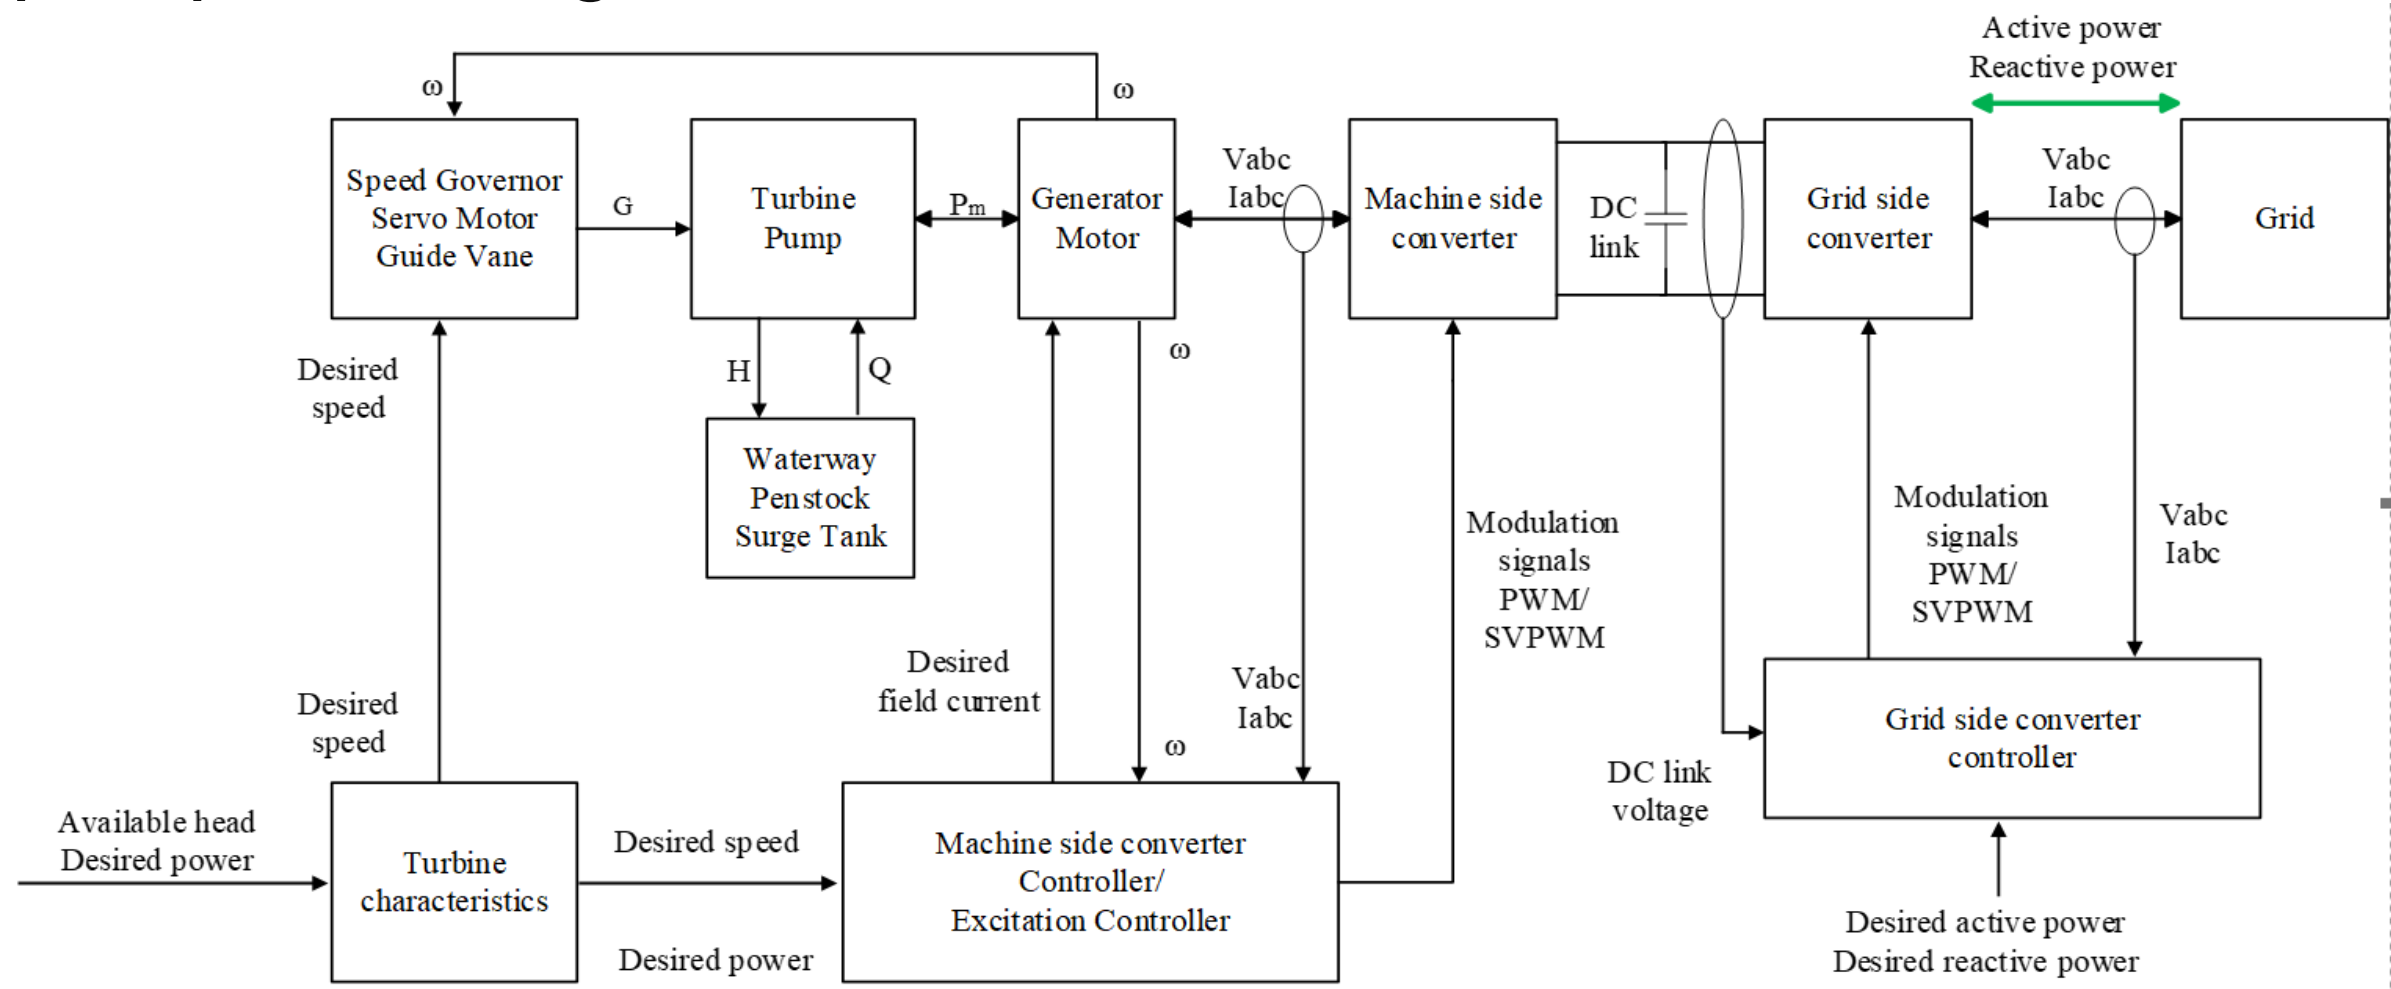 Active power
Reactive power
ω
ω
Speed Governor
Servo Motor
Guide Vane
G
Turbine
Pump
Pm
Generator
Motor
Vabc
Iabc
Machine side
converter
DC
link
Grid side
converter
Vabc
Iabc
Grid
Desired
speed
H
Q
ω
Waterway
Penstock
Surge Tank
Modulation
signals
PWM/
SVPWM
Modulation
signals
PWM/
SVPWM
Vabc
Iabc
Desired
speed
Desired
field current
Vabc
Iabc
ω
Grid side converter
controller
DC link
voltage
Available head
Desired power
Turbine
characteristics
Desired speed
Desired power
Machine side converter
Controller/
Excitation Controller
Desired active power
Desired reactive power